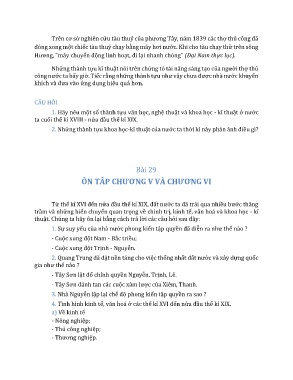 Trên cơ sở nghiên cứu tàu thuỷ của phương Tây, năm 1839 các thợ thủ công đã
đóng xong một chiếc tàu thuỷ chạy bằng máy hơi nước. Khi cho tàu chạy thử trên sông
Hương, "máy chuyển động linh hoạt, đi lại nhanh chóng" (Đại Nam thực lục).
Những thành tựu kĩ thuật nói trên chứng tỏ tài năng sáng tạo của người thợ thủ
công nước ta bấy giờ. Tiếc rằng những thành tựu như vậy chưa được nhà nước khuyến
khích và đưa vào ứng dụng hiệu quả hơn.
CÂU HỎI
1. Hãy nêu một số thành tựu văn học, nghệ thuật và khoa học - kĩ thuật ở nước
ta cuối thế kỉ XVIII - nửa đầu thế kỉ XIX.
2. Những thành tựu khoa học-kĩ thuật của nước ta thời kì này phản ánh điều gì?
Bài 29
ÔN TẬP CHƯƠNG V VÀ CHƯƠNG VI
Từ thế kỉ XVI đến nửa đầu thế kỉ XIX, đất nước ta đã trải qua nhiều bước thăng
trầm và những biến chuyển quan trọng về chính trị, kinh tế, văn hoá và khoa học - kĩ
thuật. Chúng ta hãy ôn lại bằng cách trả lời các câu hỏi sau đây:
1. Sự suy yếu của nhà nước phong kiến tập quyền đã diễn ra như thế nào ?
- Cuộc xung đột Nam - Bắc triều;
- Cuộc xung đột Trịnh - Nguyễn.
2. Quang Trung đã đặt nền tảng cho việc thống nhất đất nước và xây dựng quốc
gia như thế nào ?
- Tây Sơn lật đổ chính quyền Nguyễn, Trịnh, Lê.
- Tây Sơn đánh tan các cuộc xâm lược của Xiêm, Thanh.
3. Nhà Nguyễn lập lại chế độ phong kiến tập quyền ra sao ?
4. Tình hình kinh tế, văn hoá ở các thế kỉ XVI đến nửa đầu thế kỉ XIX.
a) Về kinh tế
- Nông nghiệp;
- Thủ công nghiệp;
- Thương nghiệp.